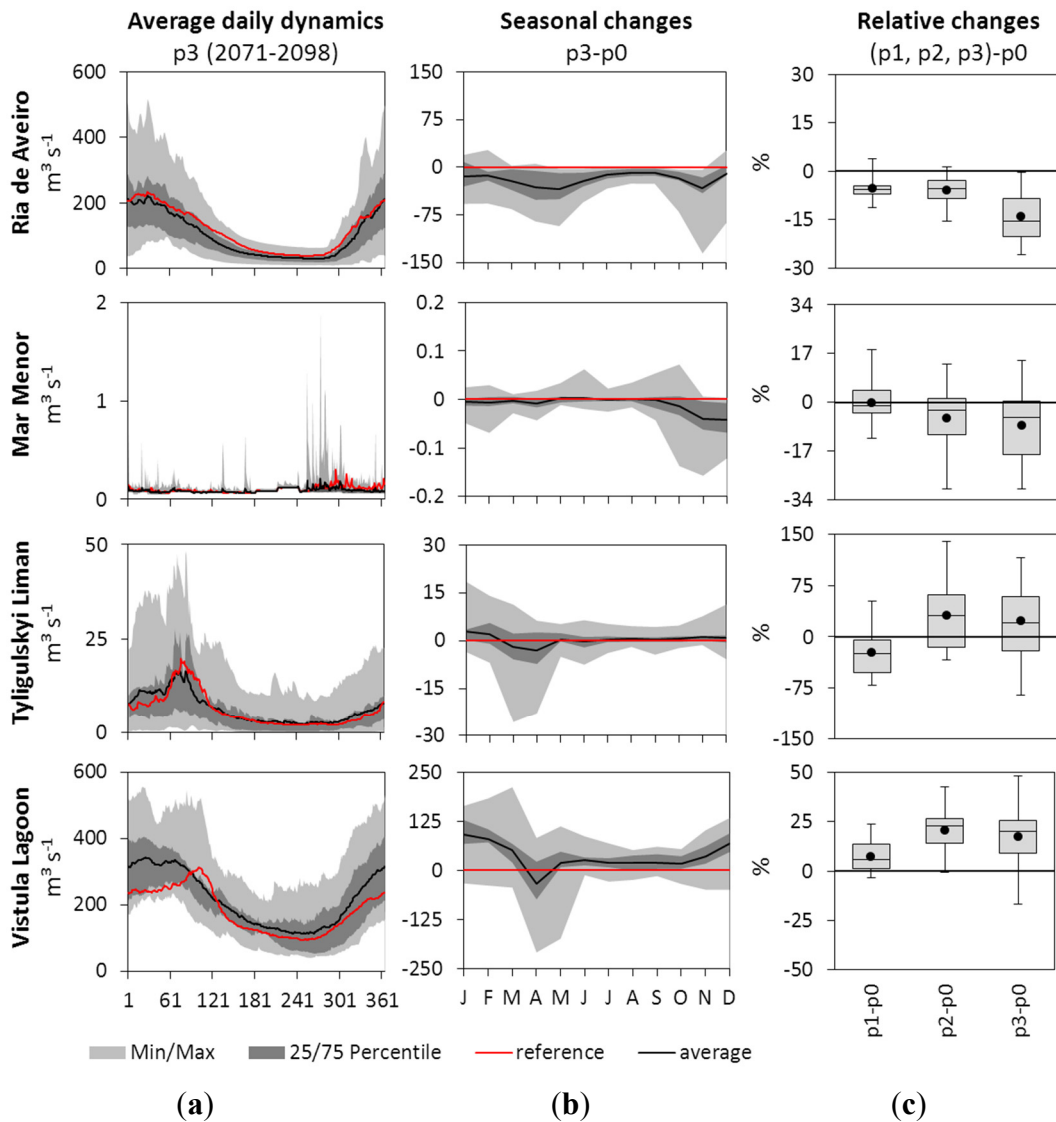 Average daily dynamics
p3 (2071-2098)
Seasonal changes
p3-p0
Relative changes
(p1, p2, p3)-p0
Ria de Aveiro
m³ s⁻¹
600
400
200
0
150
75
0
-75
-150
%
30
15
0
-15
-30
Mar Menor
m³ s⁻¹
2
1
0
0.2
0.1
0
-0.1
-0.2
%
34
17
0
-17
-34
Tyligulskyi Liman
m³ s⁻¹
50
25
0
30
15
0
-15
-30
%
150
75
0
-75
-150
Vistula Lagoon
m³ s⁻¹
600
400
200
0
250
125
0
-125
-250
%
50
25
0
-25
-50
1 61 121 181 241 301 361
J F M A M J J A S O N D
p1-p0
p2-p0
p3-p0
Min/Max 25/75 Percentile reference average
(a) (b) (c)